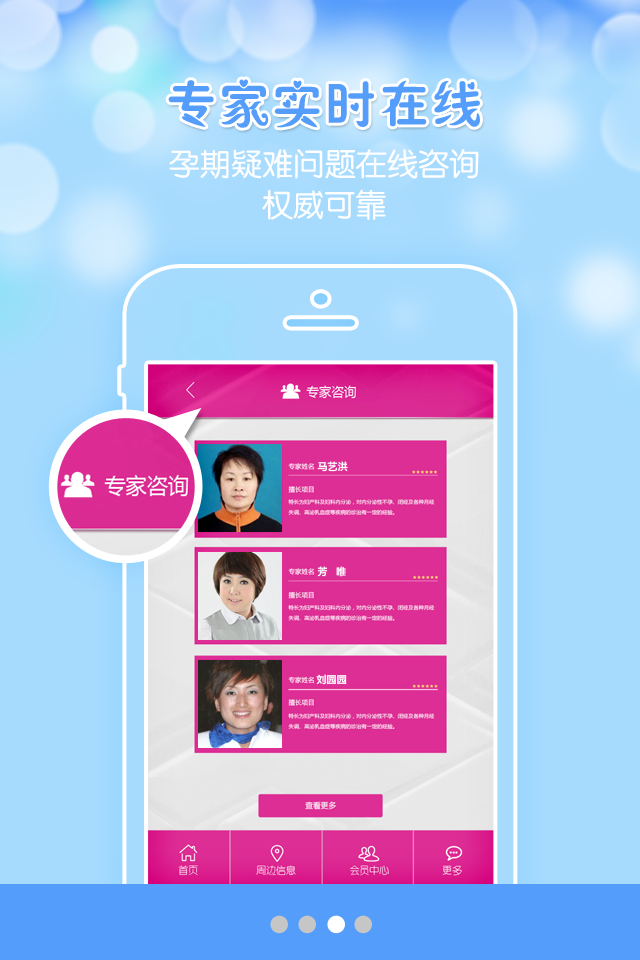 专家实时在线
孕期疑难问题在线咨询
权威可靠
专家咨询
专家咨询
专家姓名 马艺洪
擅长项目
特长为妇产科及妇科内分泌，对内分泌性不孕、闭经及各种月经
失调、高泌乳血症等疾病的诊治有一定的经验。
专家姓名 芳 唯
擅长项目
特长为妇产科及妇科内分泌，对内分泌性不孕、闭经及各种月经
失调、高泌乳血症等疾病的诊治有一定的经验。
专家姓名 刘园园
擅长项目
特长为妇产科及妇科内分泌，对内分泌性不孕、闭经及各种月经
失调、高泌乳血症等疾病的诊治有一定的经验。
查看更多
首页 周边信息 会员中心 更多